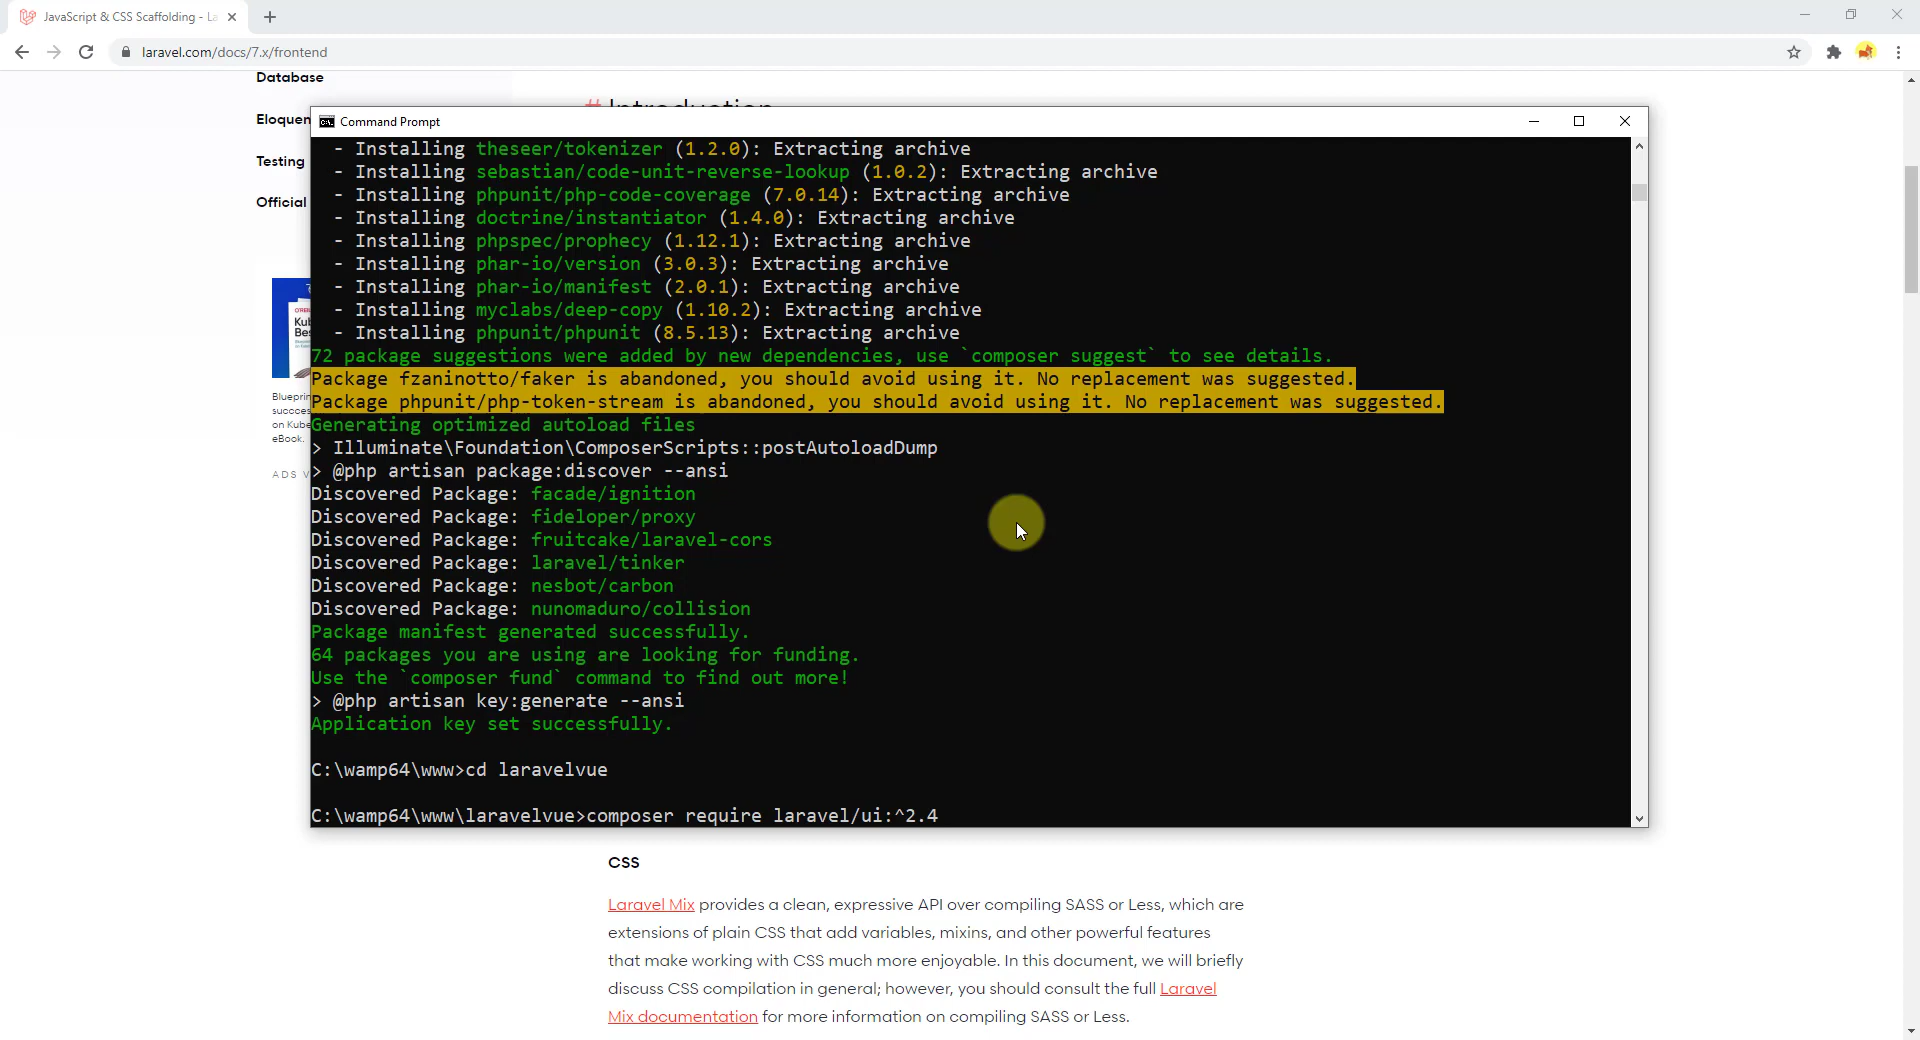 JavaScript & CSS Scaffolding - La
laravel.com/docs/7.x/frontend
Database
# Introduction
Eloquen
Command Prompt
Testing
Official
- Installing theseer/tokenizer (1.2.0): Extracting archive
- Installing sebastian/code-unit-reverse-lookup (1.0.2): Extracting archive
- Installing phpunit/php-code-coverage (7.0.14): Extracting archive
- Installing doctrine/instantiator (1.4.0): Extracting archive
- Installing phpspec/prophecy (1.12.1): Extracting archive
- Installing phar-io/version (3.0.3): Extracting archive
- Installing phar-io/manifest (2.0.1): Extracting archive
- Installing myclabs/deep-copy (1.10.2): Extracting archive
- Installing phpunit/phpunit (8.5.13): Extracting archive
72 package suggestions were added by new dependencies, use `composer suggest` to see details.
Package fzaninotto/faker is abandoned, you should avoid using it. No replacement was suggested.
Package phpunit/php-token-stream is abandoned, you should avoid using it. No replacement was suggested.
Generating optimized autoload files
> Illuminate\Foundation\ComposerScripts::postAutoloadDump
> @php artisan package:discover --ansi
Discovered Package: facade/ignition
Discovered Package: fideloper/proxy
Discovered Package: fruitcake/laravel-cors
Discovered Package: laravel/tinker
Discovered Package: nesbot/carbon
Discovered Package: nunomaduro/collision
Package manifest generated successfully.
64 packages you are using are looking for funding.
Use the `composer fund` command to find out more!
> @php artisan key:generate --ansi
Application key set successfully.
C:\wamp64\www>cd laravelvue
C:\wamp64\www\laravelvue>composer require laravel/ui:^2.4
Kub
Bes
Blueprin
succes
on Kube
eBook.
ADS V
CSS
Laravel Mix provides a clean, expressive API over compiling SASS or Less, which are
extensions of plain CSS that add variables, mixins, and other powerful features
that make working with CSS much more enjoyable. In this document, we will briefly
discuss CSS compilation in general; however, you should consult the full Laravel
Mix documentation for more information on compiling SASS or Less.